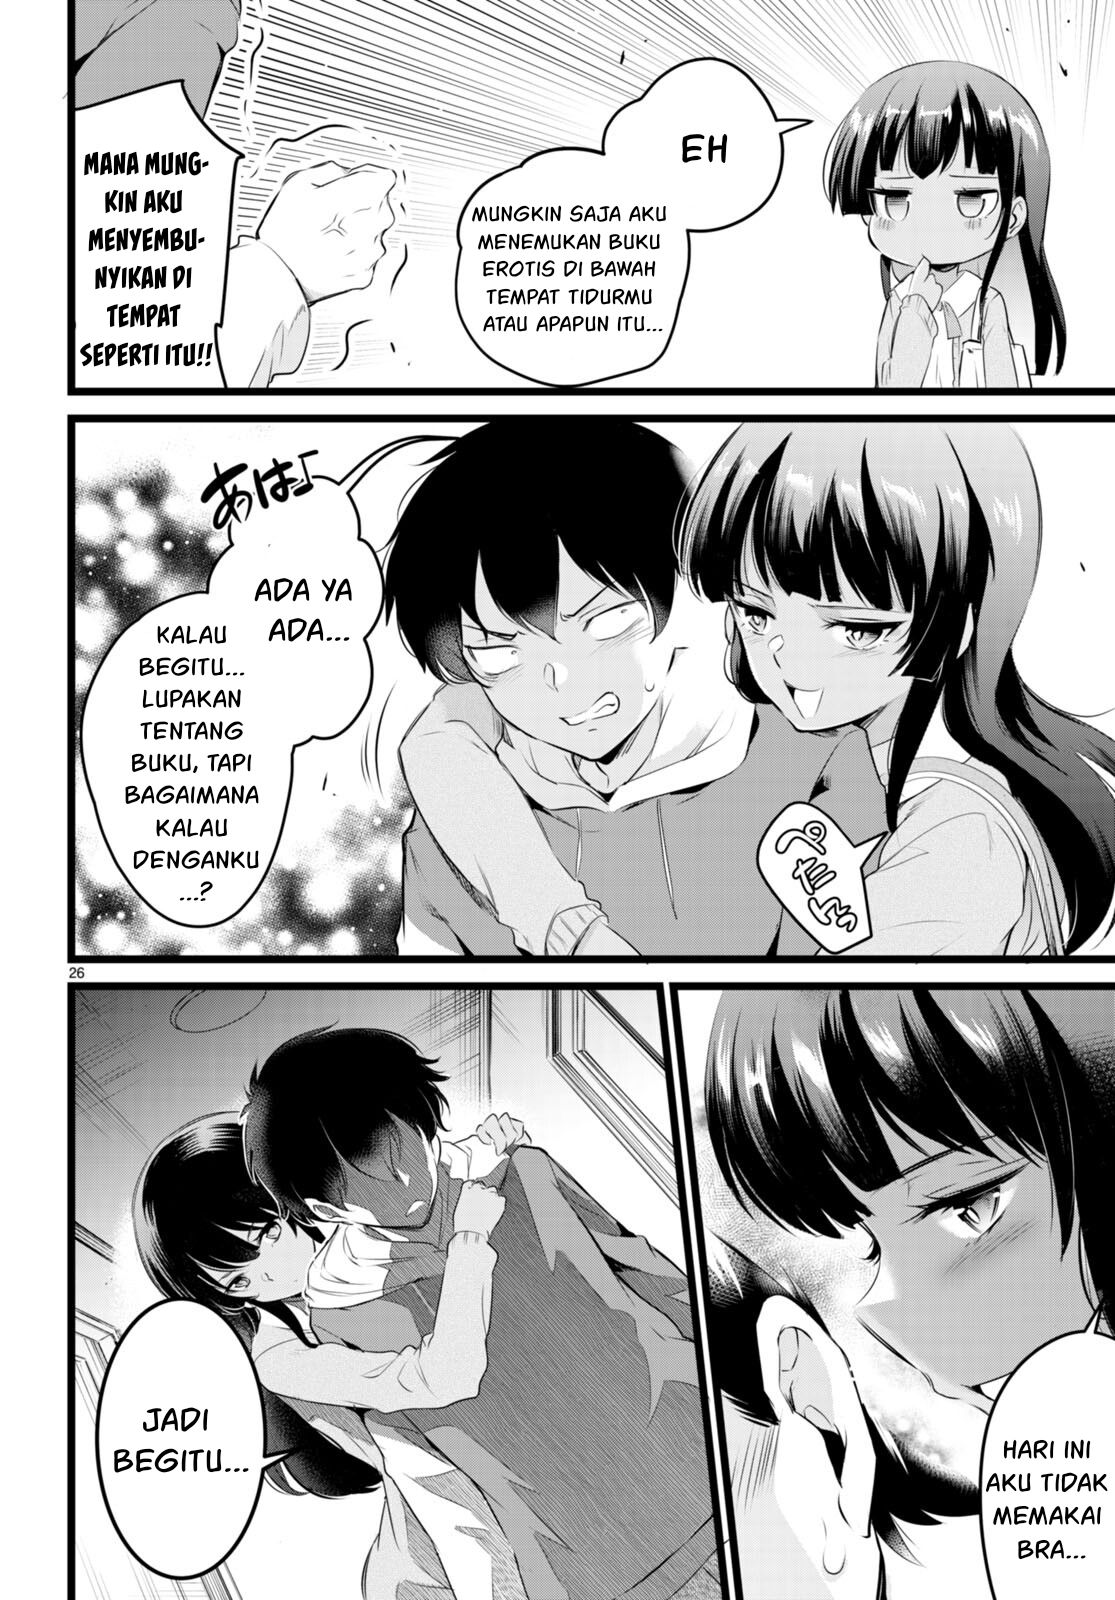 EH
MUNGKIN SAJA AKU
MENEMUKAN BUKU
EROTIS DI BAWAH
TEMPAT TIDURMU
ATAU APAPUN ITU...
MANA MUNG-
KIN AKU
MENYEMBU-
NYIKAN DI
TEMPAT
SEPERTI ITU!!
あは♪
ADA YA
ADA...
KALAU
BEGITU...
LUPAKAN
TENTANG
BUKU, TAPI
BAGAIMANA
KALAU
DENGANKU
...?
ぺたん
26
HARI INI
AKU TIDAK
MEMAKAI
BRA...
JADI
BEGITU...